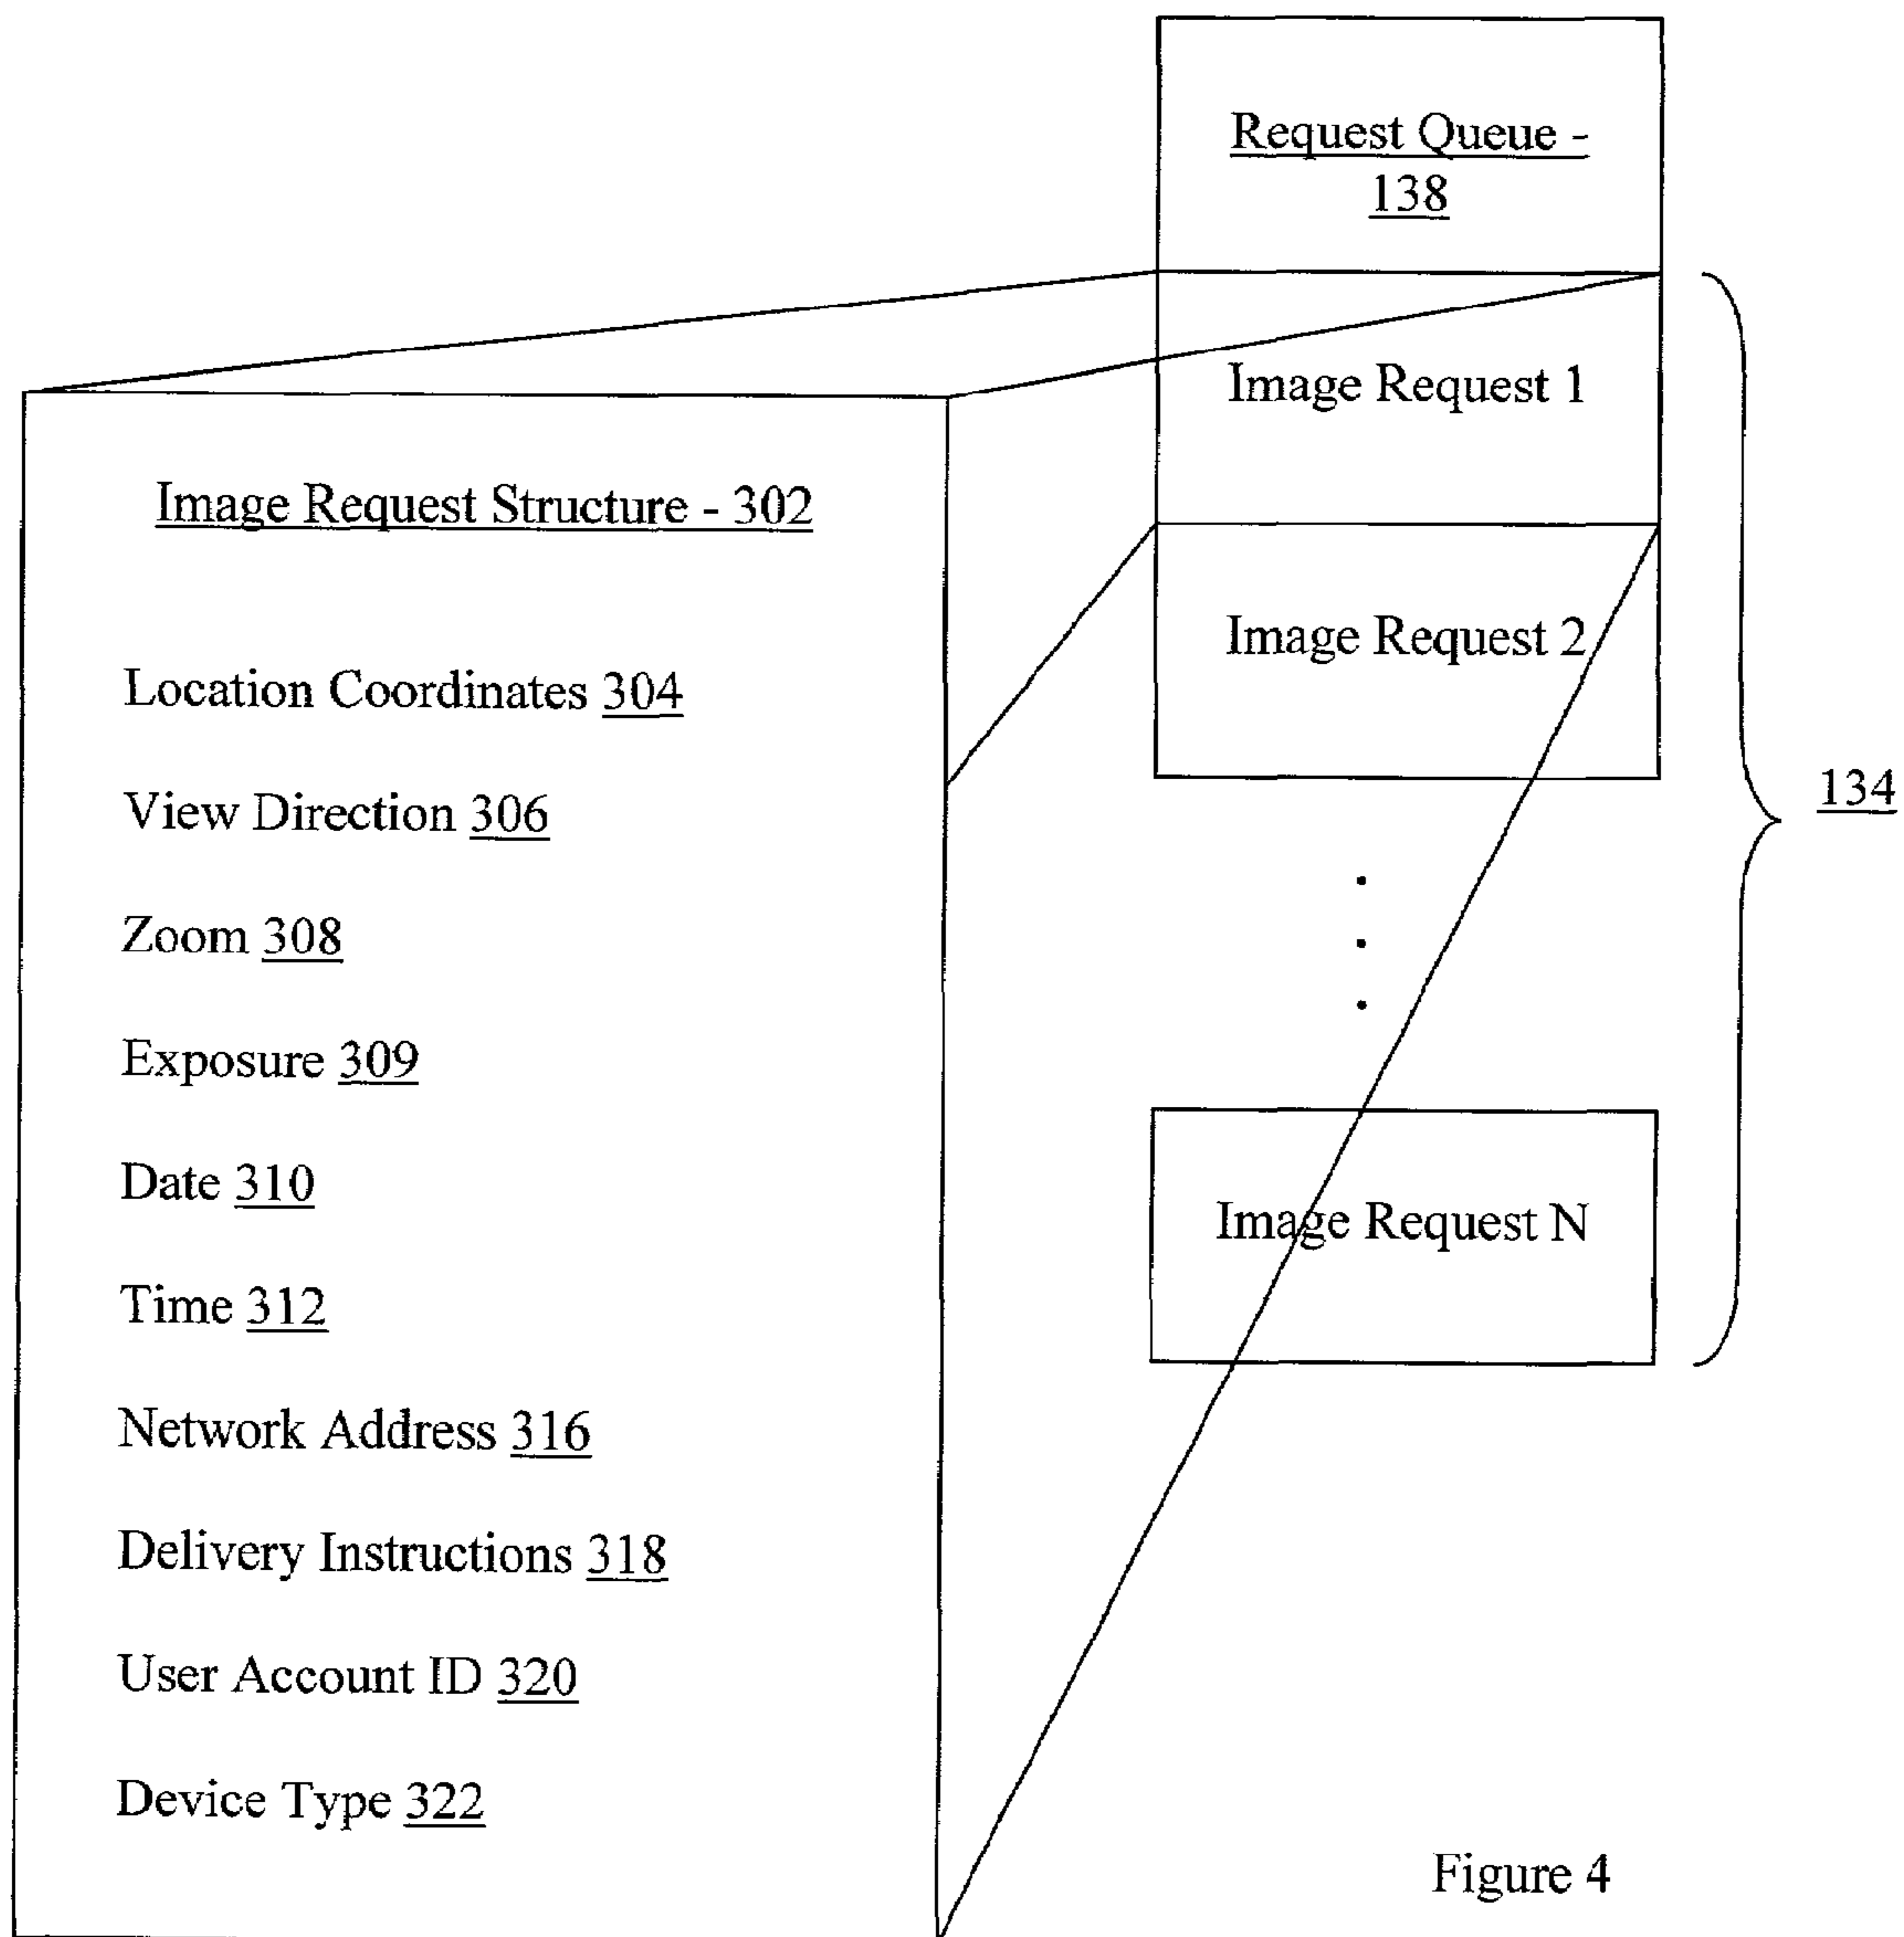 Request Queue -
138
Image Request 1
Image Request 2
.
.
.
Image Request N
134
Image Request Structure - 302
Location Coordinates 304
View Direction 306
Zoom 308
Exposure 309
Date 310
Time 312
Network Address 316
Delivery Instructions 318
User Account ID 320
Device Type 322
Figure 4